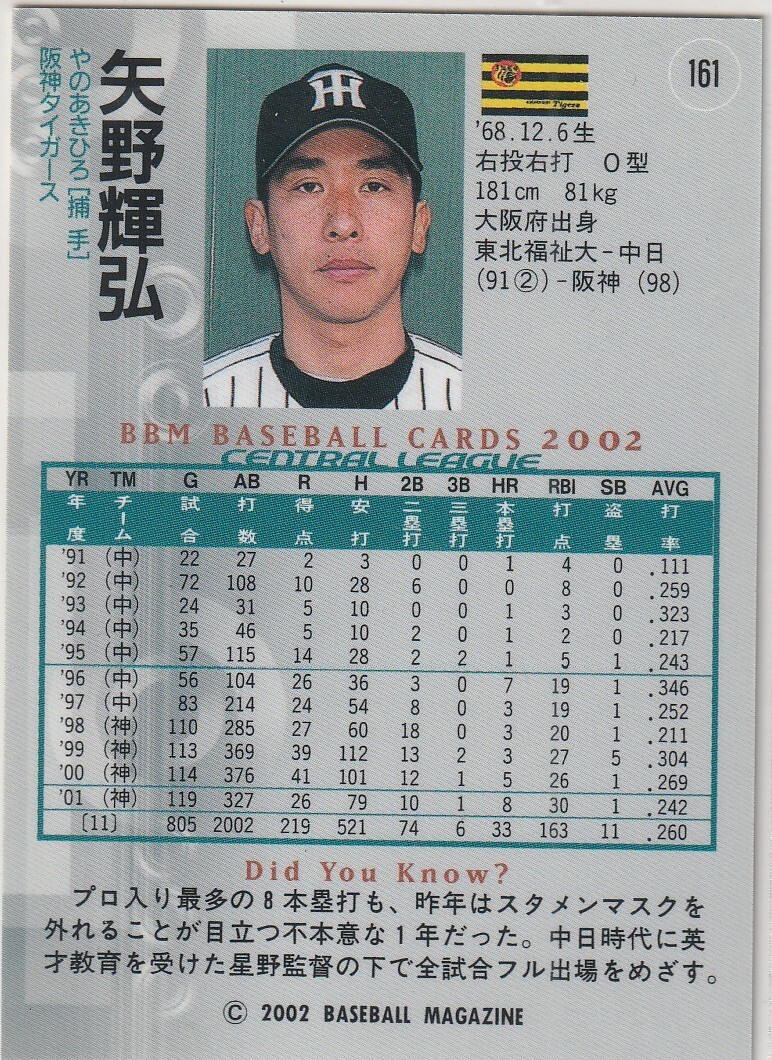 161
矢野輝弘
やのあきひろ[捕手]
阪神タイガース
Tigers
'68.12.6生
右投右打 O型
181cm 81kg
大阪府出身
東北福祉大-中日
(91②)-阪神 (98)
BBM BASEBALL CARDS 2002
CENTRAL LEAGUE
YR TM G AB R H 2B 3B HR RBI SB AVG
年度 チーム 試合 打数 得点 安打 二塁打 三塁打 本塁打 打点 盗塁 打率
'91 (中) 22 27 2 3 0 0 1 4 0 .111
'92 (中) 72 108 10 28 6 0 0 8 0 .259
'93 (中) 24 31 5 10 0 0 1 3 0 .323
'94 (中) 35 46 5 10 2 0 1 2 0 .217
'95 (中) 57 115 14 28 2 2 1 5 1 .243
'96 (中) 56 104 26 36 3 0 7 19 1 .346
'97 (中) 83 214 24 54 8 0 3 19 1 .252
'98 (神) 110 285 27 60 18 0 3 20 1 .211
'99 (神) 113 369 39 112 13 2 3 27 5 .304
'00 (神) 114 376 41 101 12 1 5 26 1 .269
'01 (神) 119 327 26 79 10 1 8 30 1 .242
[11] 805 2002 219 521 74 6 33 163 11 .260
Did You Know?
プロ入り最多の8本塁打も、昨年はスタメンマスクを
外れることが目立つ不本意な1年だった。中日時代に英
才教育を受けた星野監督の下で全試合フル出場をめざす。
© 2002 BASEBALL MAGAZINE